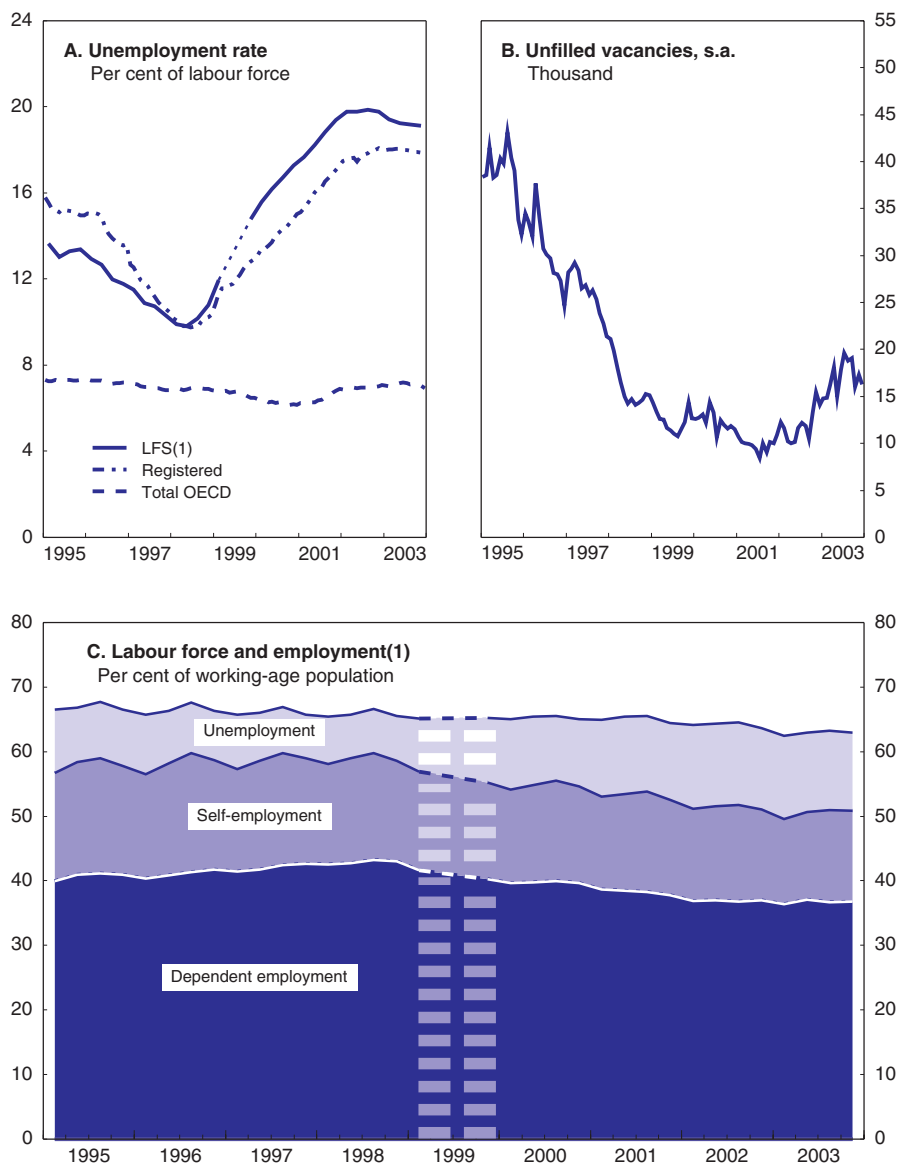 A. Unemployment rate
Per cent of labour force
24
20
16
12
8
4
0
LFS(1)
Registered
Total OECD
1995 1997 1999 2001 2003
B. Unfilled vacancies, s.a.
Thousand
55
50
45
40
35
30
25
20
15
10
5
0
1995 1997 1999 2001 2003
C. Labour force and employment(1)
Per cent of working-age population
80 80
70 70
Unemployment
60 60
50 50
Self-employment
40 40
30 30
Dependent employment
20 20
10 10
0 0
1995 1996 1997 1998 1999 2000 2001 2002 2003